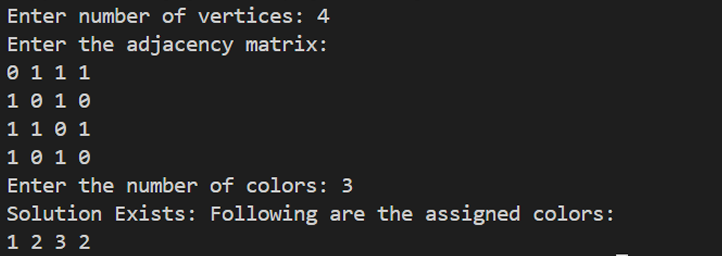 Enter number of vertices: 4
Enter the adjacency matrix:
0 1 1 1
1 0 1 0
1 1 0 1
1 0 1 0
Enter the number of colors: 3
Solution Exists: Following are the assigned colors:
1 2 3 2